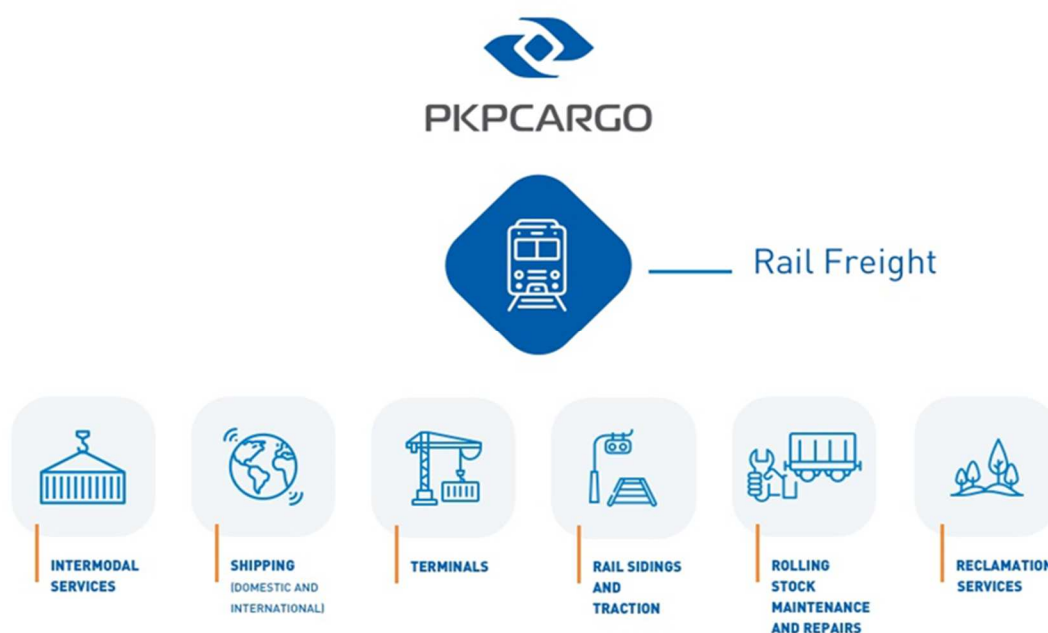 PKPCARGO
Rail Freight
INTERMODAL
SERVICES
SHIPPING
(DOMESTIC AND
INTERNATIONAL)
TERMINALS
RAIL SIDINGS
AND
TRACTION
ROLLING
STOCK
MAINTENANCE
AND REPAIRS
RECLAMATION
SERVICES